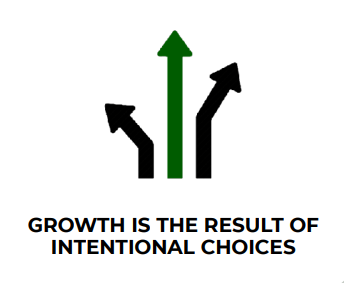 GROWTH IS THE RESULT OF
INTENTIONAL CHOICES